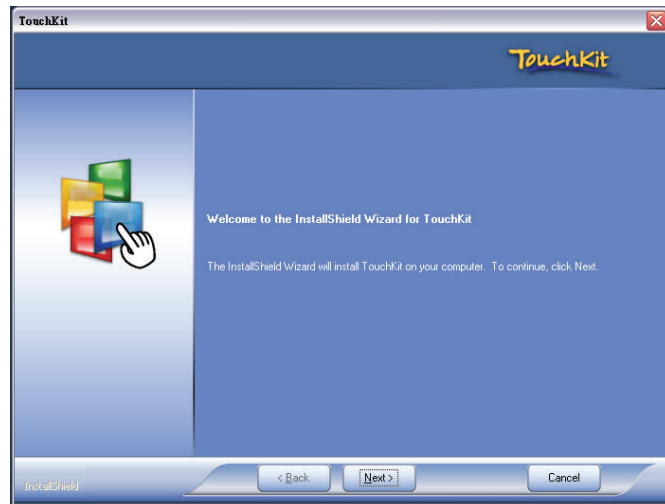 TouchKit
TouchKit
Welcome to the InstallShield Wizard for TouchKit
The InstallShield Wizard will install TouchKit on your computer. To continue, click Next.
InstallShield
< Back
Next >
Cancel